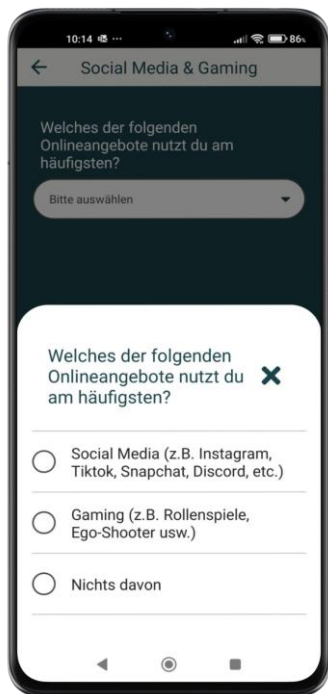 10:14
86%
Social Media & Gaming
Welches der folgenden
Onlineangebote nutzt du am
häufigsten?
Bitte auswählen
Welches der folgenden
Onlineangebote nutzt du
am häufigsten?
Social Media (z.B. Instagram,
Tiktok, Snapchat, Discord, etc.)
Gaming (z.B. Rollenspiele,
Ego-Shooter usw.)
Nichts davon